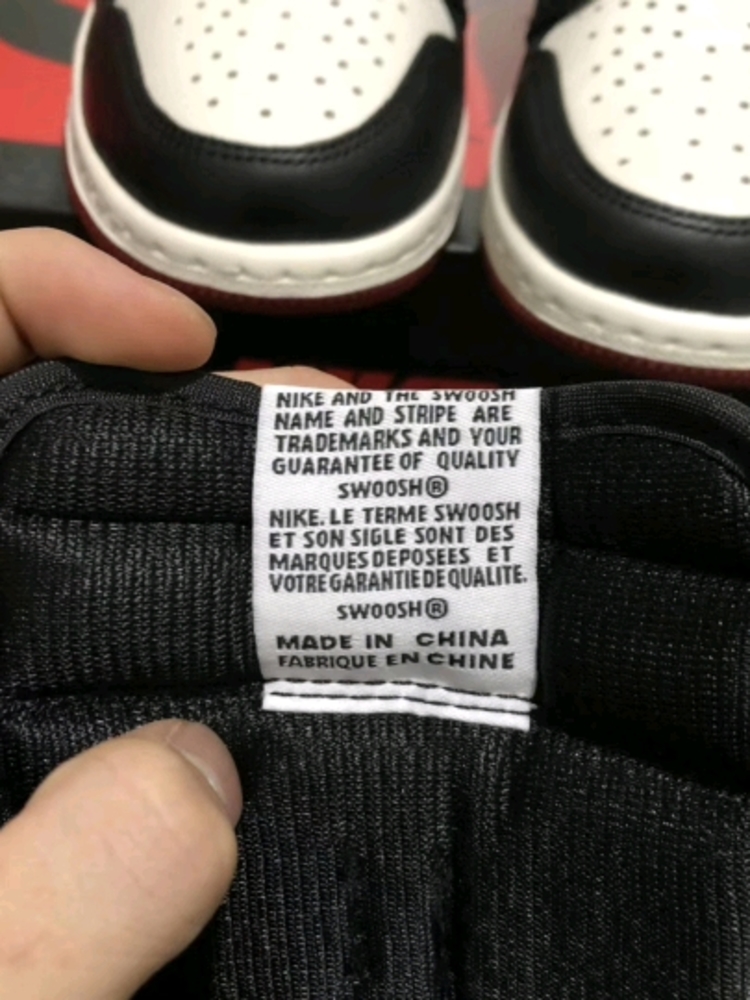 NIKE AND THE SWOOSH
NAME AND STRIPE ARE
TRADEMARKS AND YOUR
GUARANTEE OF QUALITY
SWOOSH®
NIKE. LE TERME SWOOSH
ET SON SIGLE SONT DES
MARQUES DEPOSEES ET
VOTRE GARANTIE DE QUALITE.
SWOOSH®
MADE IN CHINA
FABRIQUE EN CHINE